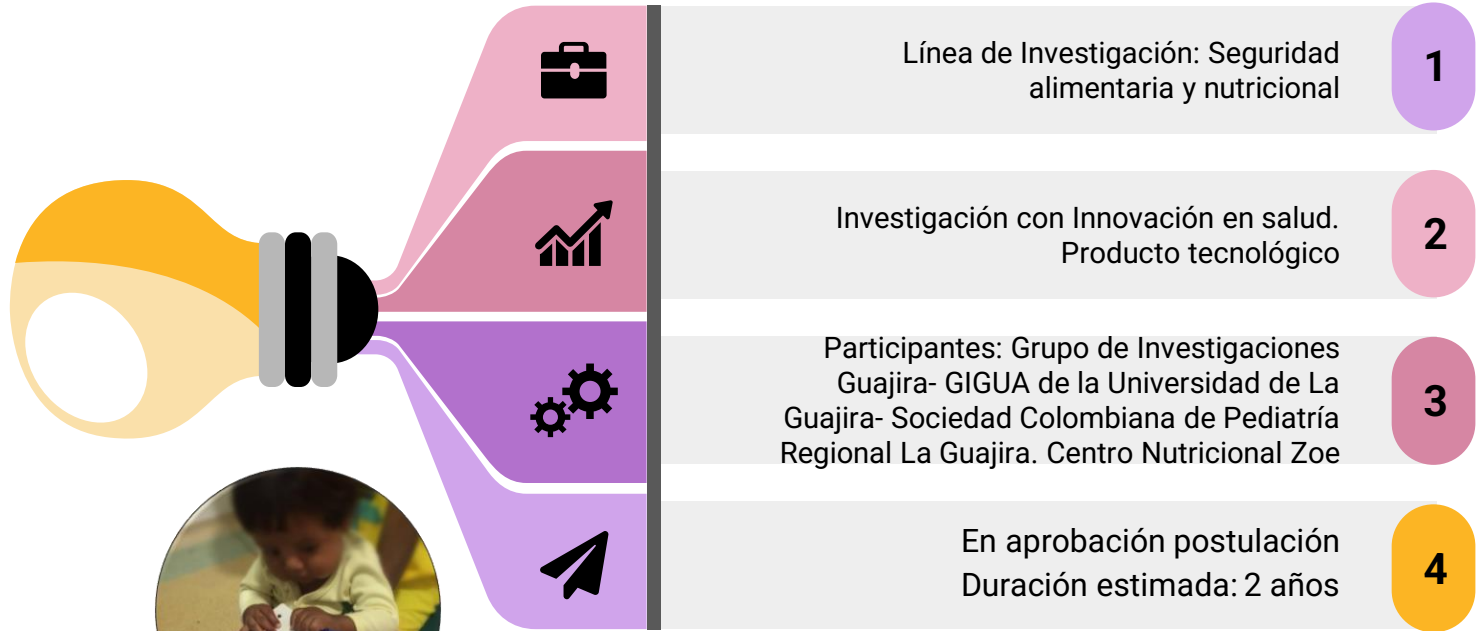 Línea de Investigación: Seguridad
alimentaria y nutricional
1
Investigación con Innovación en salud.
Producto tecnológico
2
Participantes: Grupo de Investigaciones
Guajira- GIGUA de la Universidad de La
Guajira- Sociedad Colombiana de Pediatría
Regional La Guajira. Centro Nutricional Zoe
3
En aprobación postulación
Duración estimada: 2 años
4